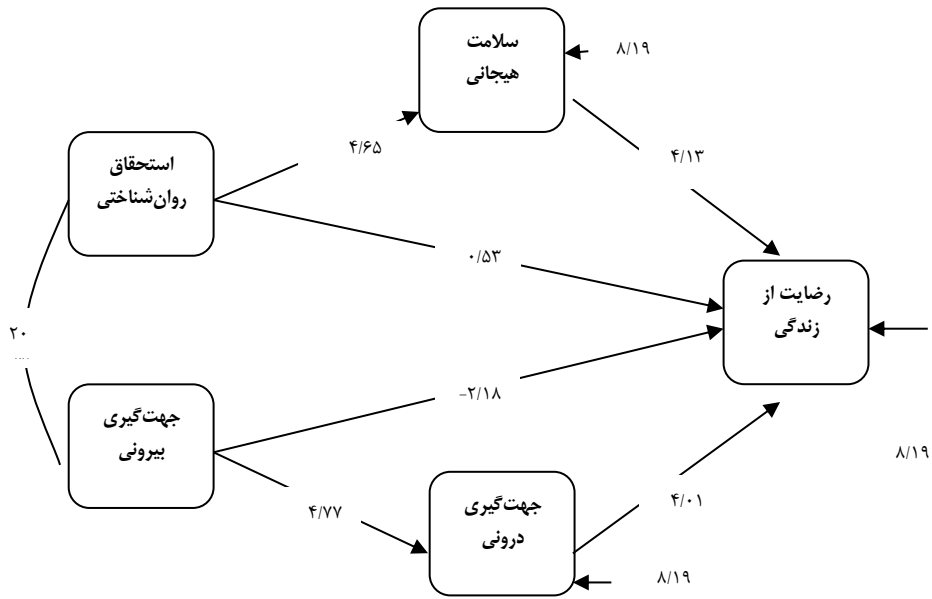 سلامت
هیجانی
۸/۱۹
۴/۶۵
۴/۱۳
استحقاق
روان‌شناختی
۰/۵۳
رضایت از
زندگی
۲۰
-۲/۱۸
جهت‌گیری
بیرونی
۸/۱۹
۴/۷۷
جهت‌گیری
درونی
۴/۰۱
۸/۱۹